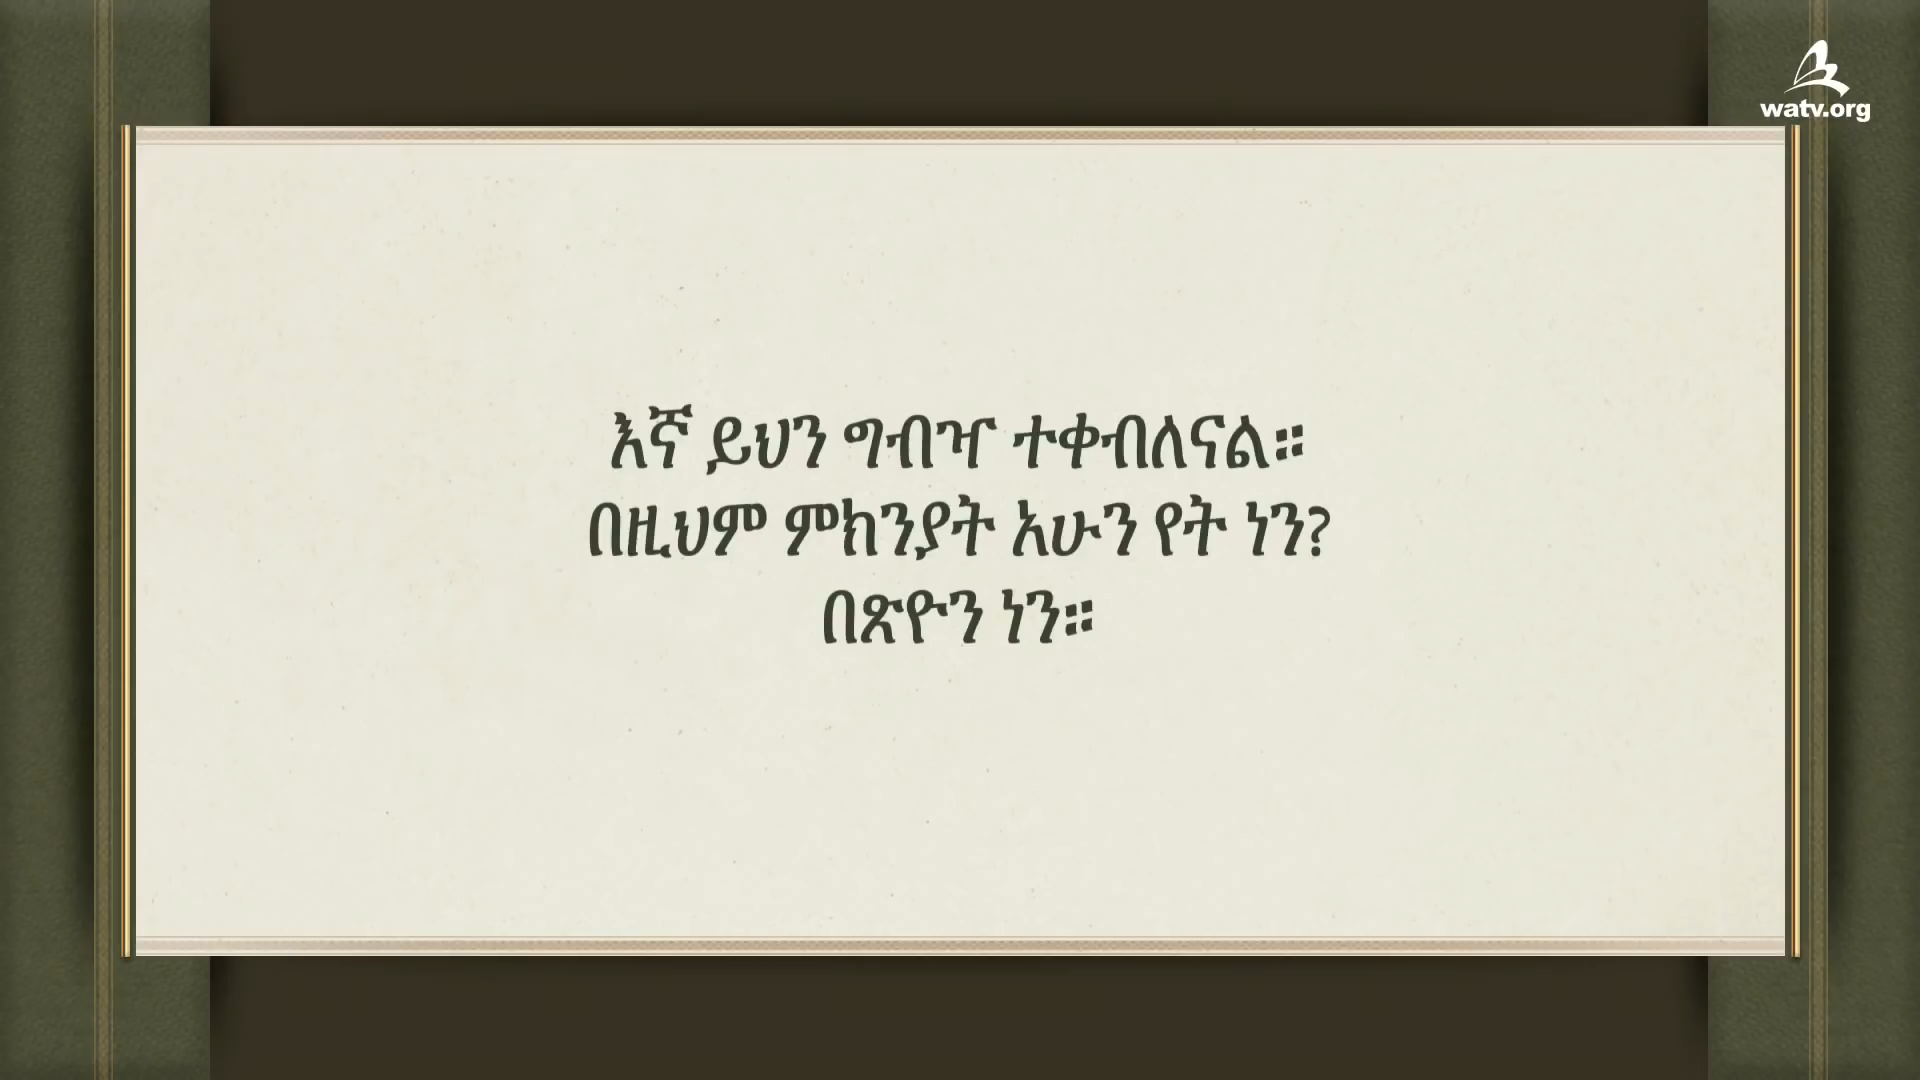 watv.org
እኛ ይህን ግብዣ ተቀብለናል።
በዚህም ምክንያት አሁን የት ነን?
በጽዮን ነን።